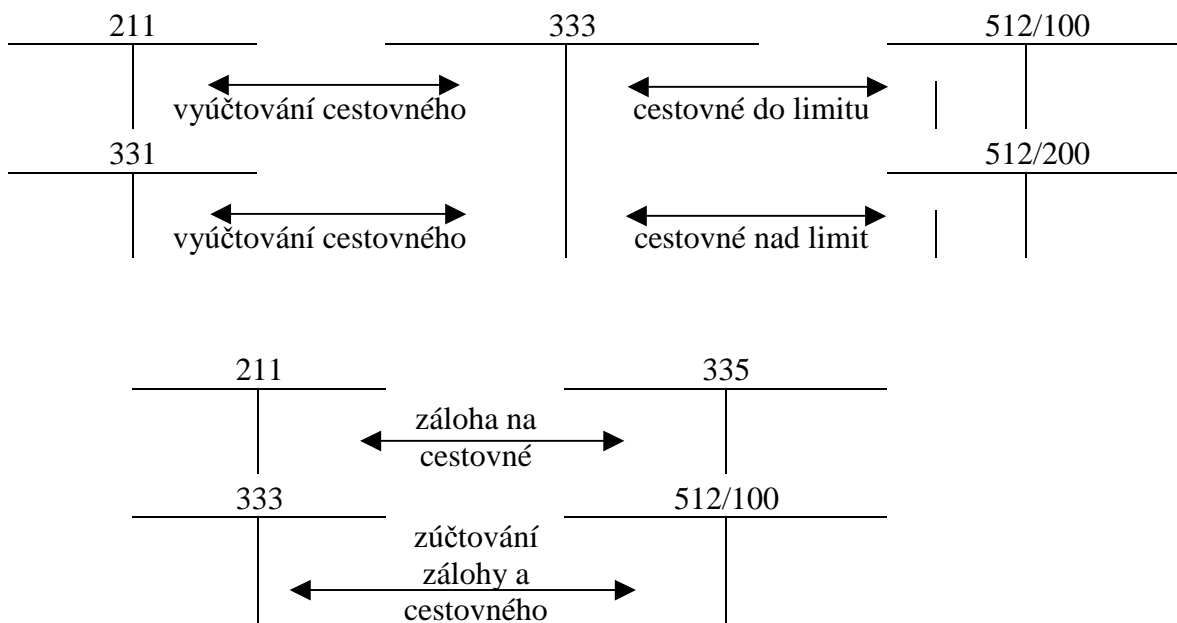 211 333 512/100
vyúčtování cestovného cestovné do limitu
331 512/200
vyúčtování cestovného cestovné nad limit
211 335
záloha na
cestovné
333 512/100
zúčtování
zálohy a
cestovného